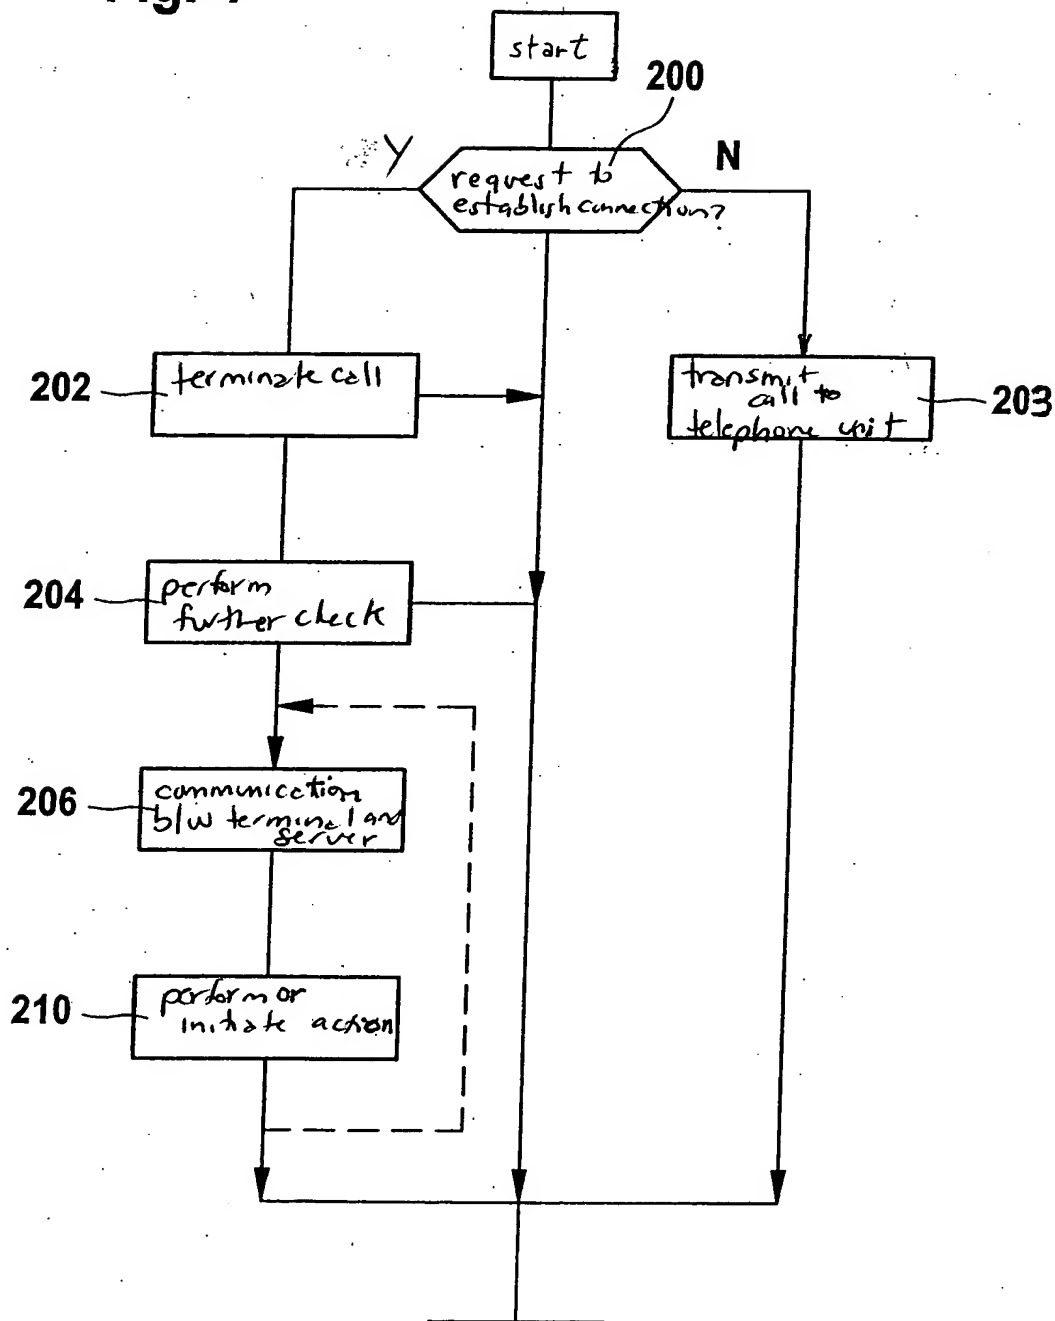 start
200
Y
N
request to
establish connection?
202
terminate call
transmit
call to
telephone unit
203
204
perform
further check
206
communication
b/w terminal and
server
210
perform or
initiate action